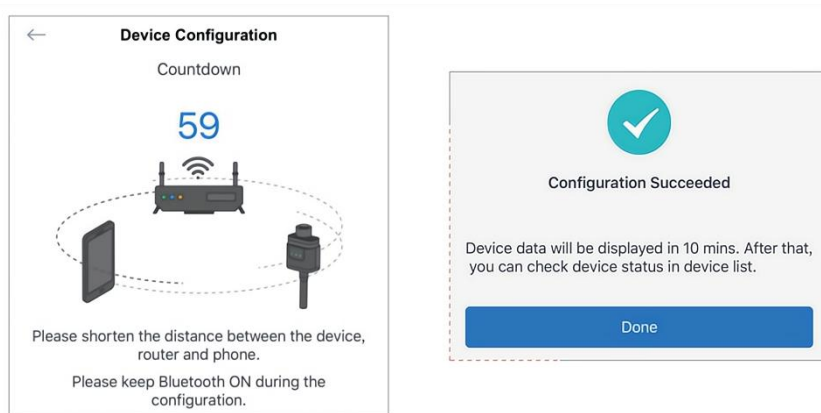 Device Configuration
Countdown
59
Please shorten the distance between the device,
router and phone.
Please keep Bluetooth ON during the
configuration.
Configuration Succeeded
Device data will be displayed in 10 mins. After that,
you can check device status in device list.
Done